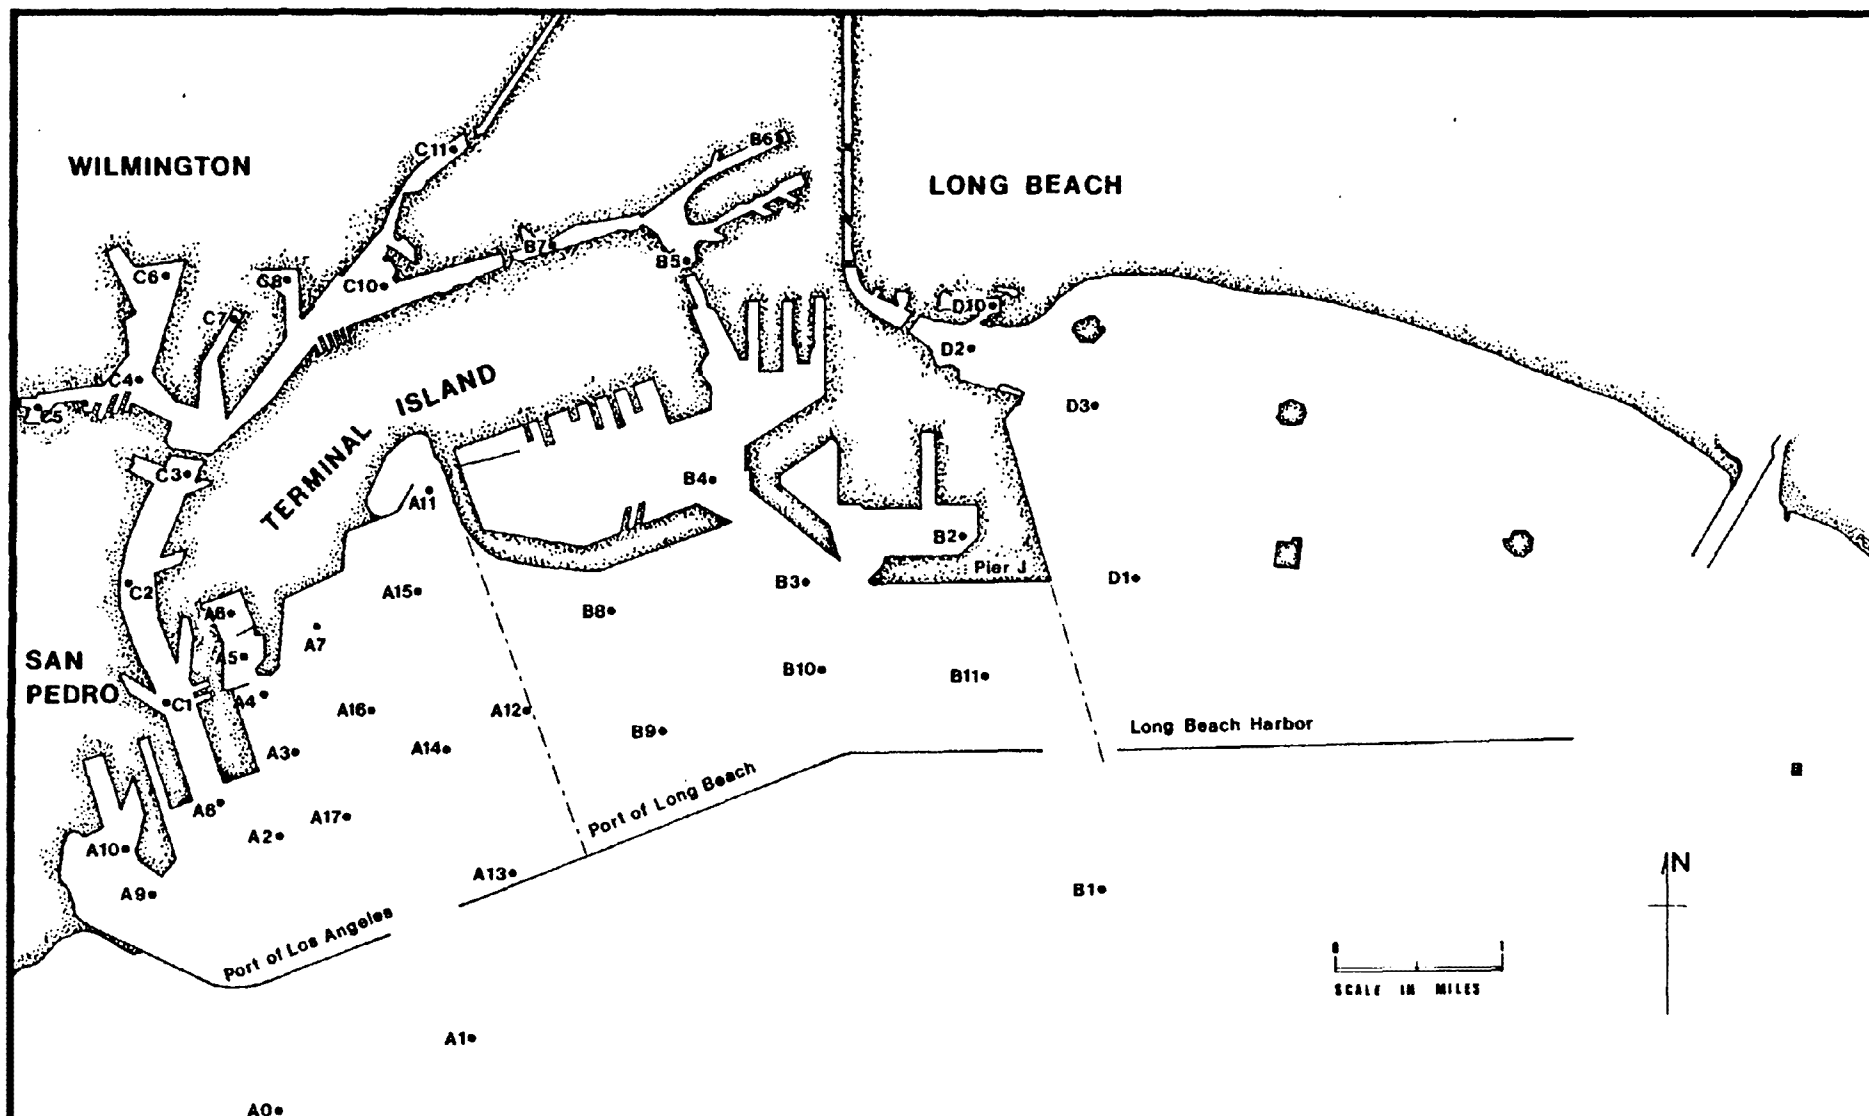 C11
B6
WILMINGTON
LONG BEACH
B7
B5
C6
C8
C10
D10
C7
D2
C4
C5
ISLAND
D3
TERMINAL
C3
B4
A11
B2
Pier J
C2
A15
B3
D1
A6
B8
A7
SAN
PEDRO
A5
B10
B11
C1
A4
A16
A12
B9
Long Beach Harbor
A3
A14
Port of Long Beach
A8
A2
A17
A10
A13
A9
B1
N
Port of Los Angeles
0 1
SCALE IN MILES
A1
A0